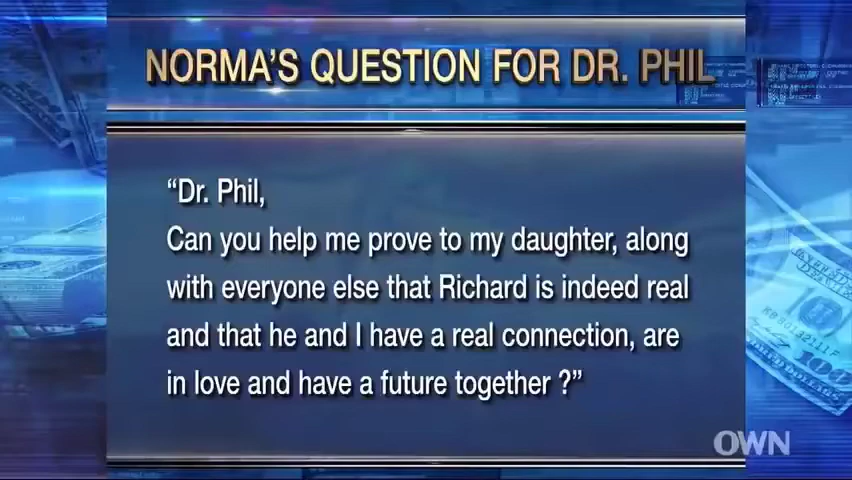 NORMA'S QUESTION FOR DR. PHIL
“Dr. Phil,
Can you help me prove to my daughter, along
with everyone else that Richard is indeed real
and that he and I have a real connection, are
in love and have a future together ?”
OWN